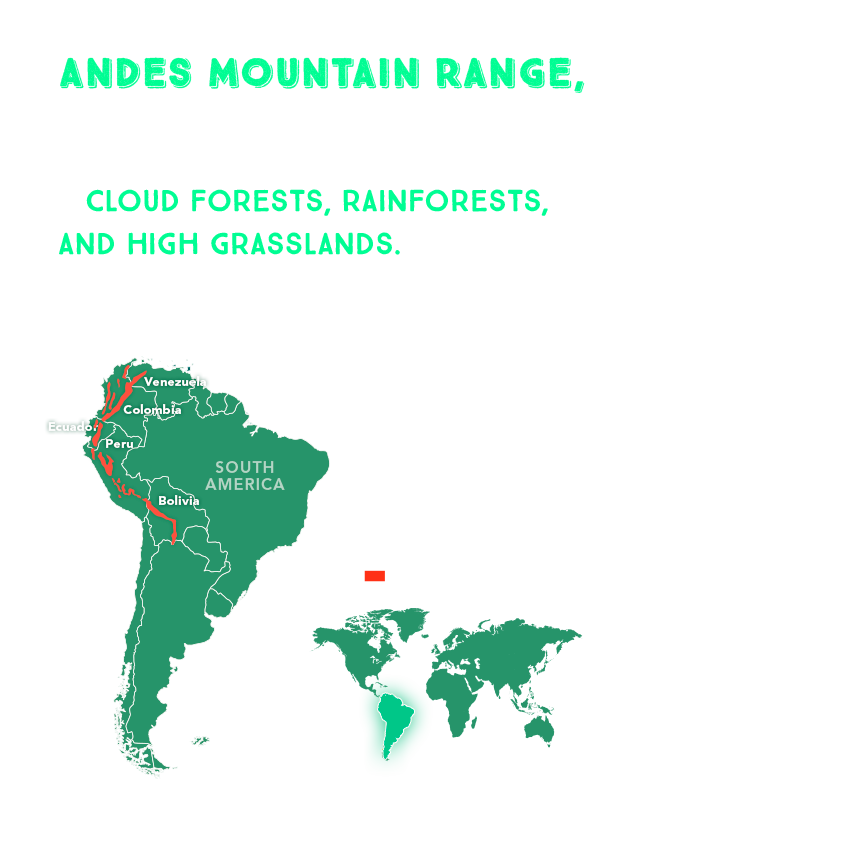 ANDES MOUNTAIN RANGE,
CLOUD FORESTS, RAINFORESTS,
AND HIGH GRASSLANDS.
Venezuela
Colombia
Ecuador
Peru
SOUTH
AMERICA
Bolivia